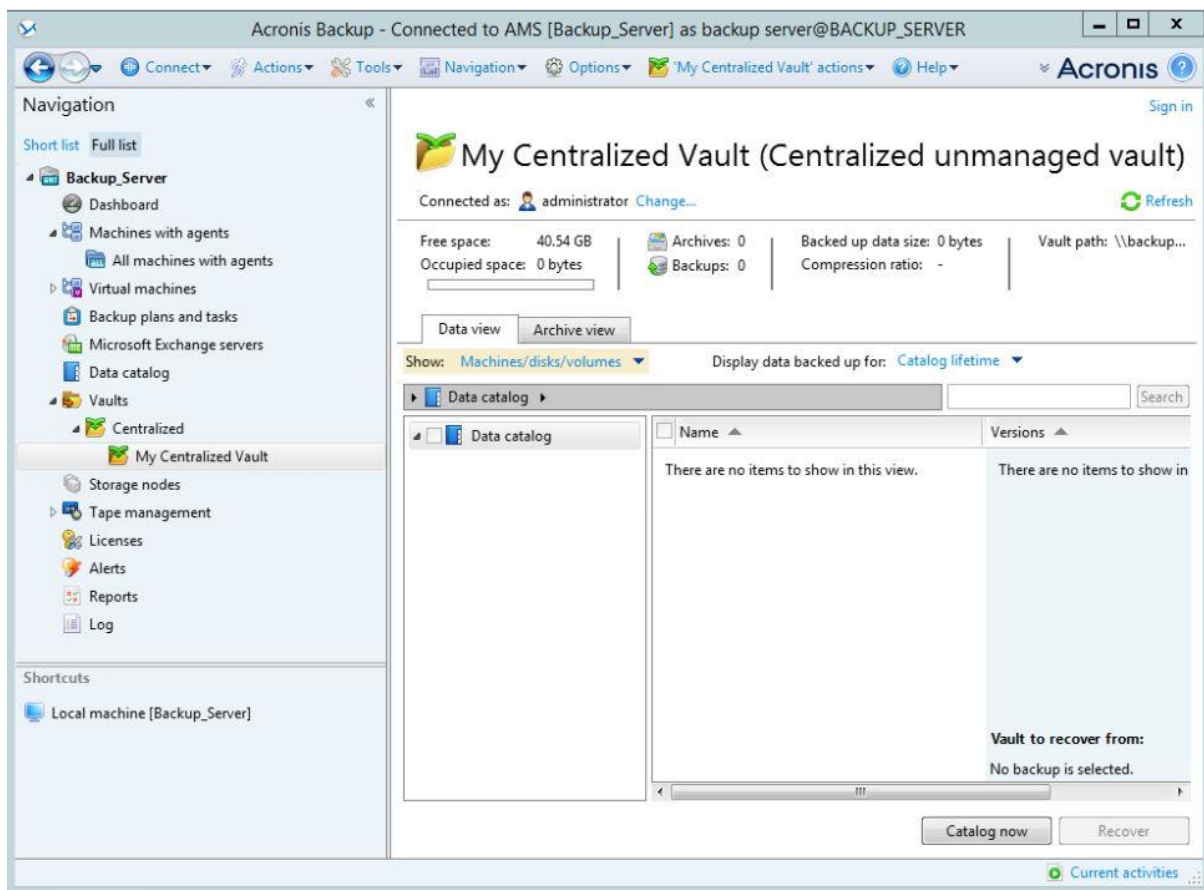 Acronis Backup - Connected to AMS [Backup_Server] as backup server@BACKUP_SERVER
Connect Actions Tools Navigation Options 'My Centralized Vault' actions Help Acronis
Navigation
Short list Full list
Backup_Server
Dashboard
Machines with agents
All machines with agents
Virtual machines
Backup plans and tasks
Microsoft Exchange servers
Data catalog
Vaults
Centralized
My Centralized Vault
Storage nodes
Tape management
Licenses
Alerts
Reports
Log
Shortcuts
Local machine [Backup_Server]
Sign in
My Centralized Vault (Centralized unmanaged vault)
Connected as: administrator Change... Refresh
Free space: 40.54 GB Archives: 0 Backed up data size: 0 bytes Vault path: \\backup...
Occupied space: 0 bytes Backups: 0 Compression ratio: -
Data view Archive view
Show: Machines/disks/volumes Display data backed up for: Catalog lifetime
Data catalog Search
Data catalog Name Versions
There are no items to show in this view. There are no items to show in
Vault to recover from:
No backup is selected.
Catalog now Recover
Current activities